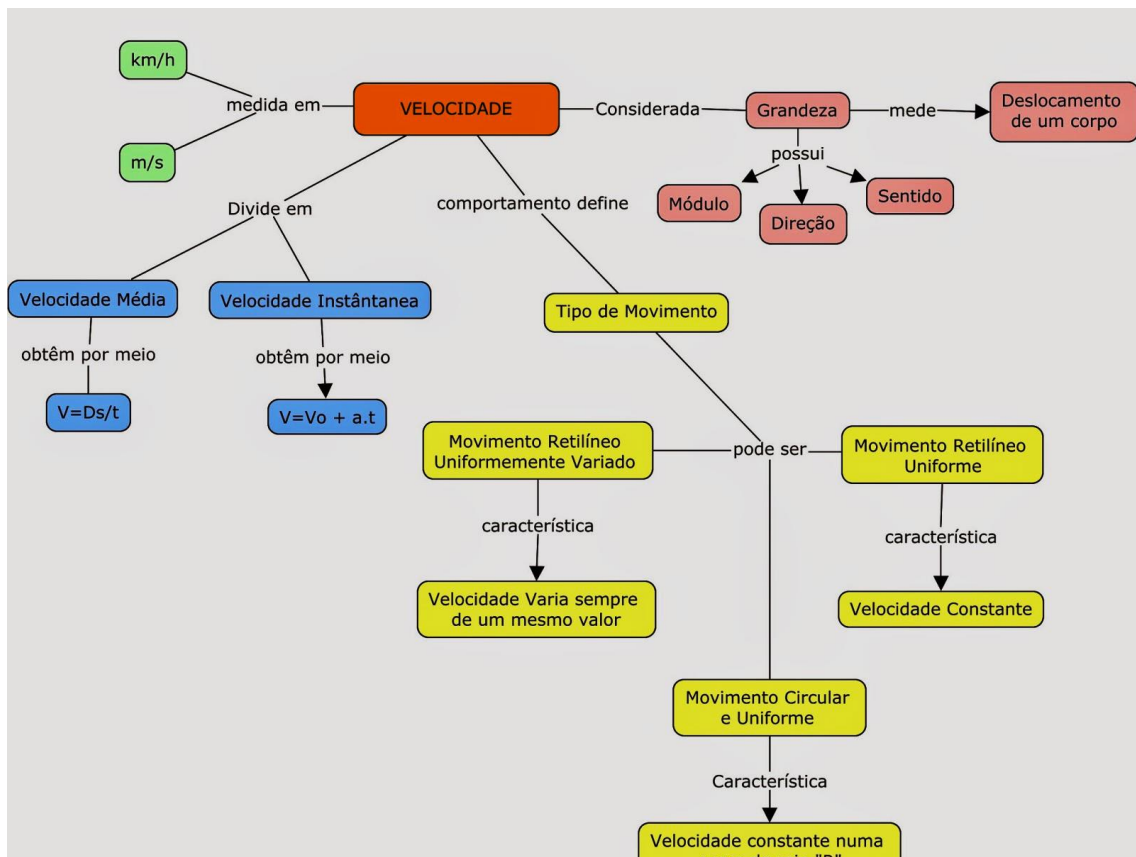 km/h
medida em
m/s
VELOCIDADE
Considerada
Grandeza
mede
Deslocamento
de um corpo
possui
Módulo
Direção
Sentido
Divide em
comportamento define
Velocidade Média
Velocidade Instântanea
obtêm por meio
obtêm por meio
V=Ds/t
V=Vo + a.t
Tipo de Movimento
pode ser
Movimento Retilíneo
Uniformemente Variado
característica
Velocidade Varia sempre
de um mesmo valor
Movimento Retilíneo
Uniforme
característica
Velocidade Constante
Movimento Circular
e Uniforme
Característica
Velocidade constante numa